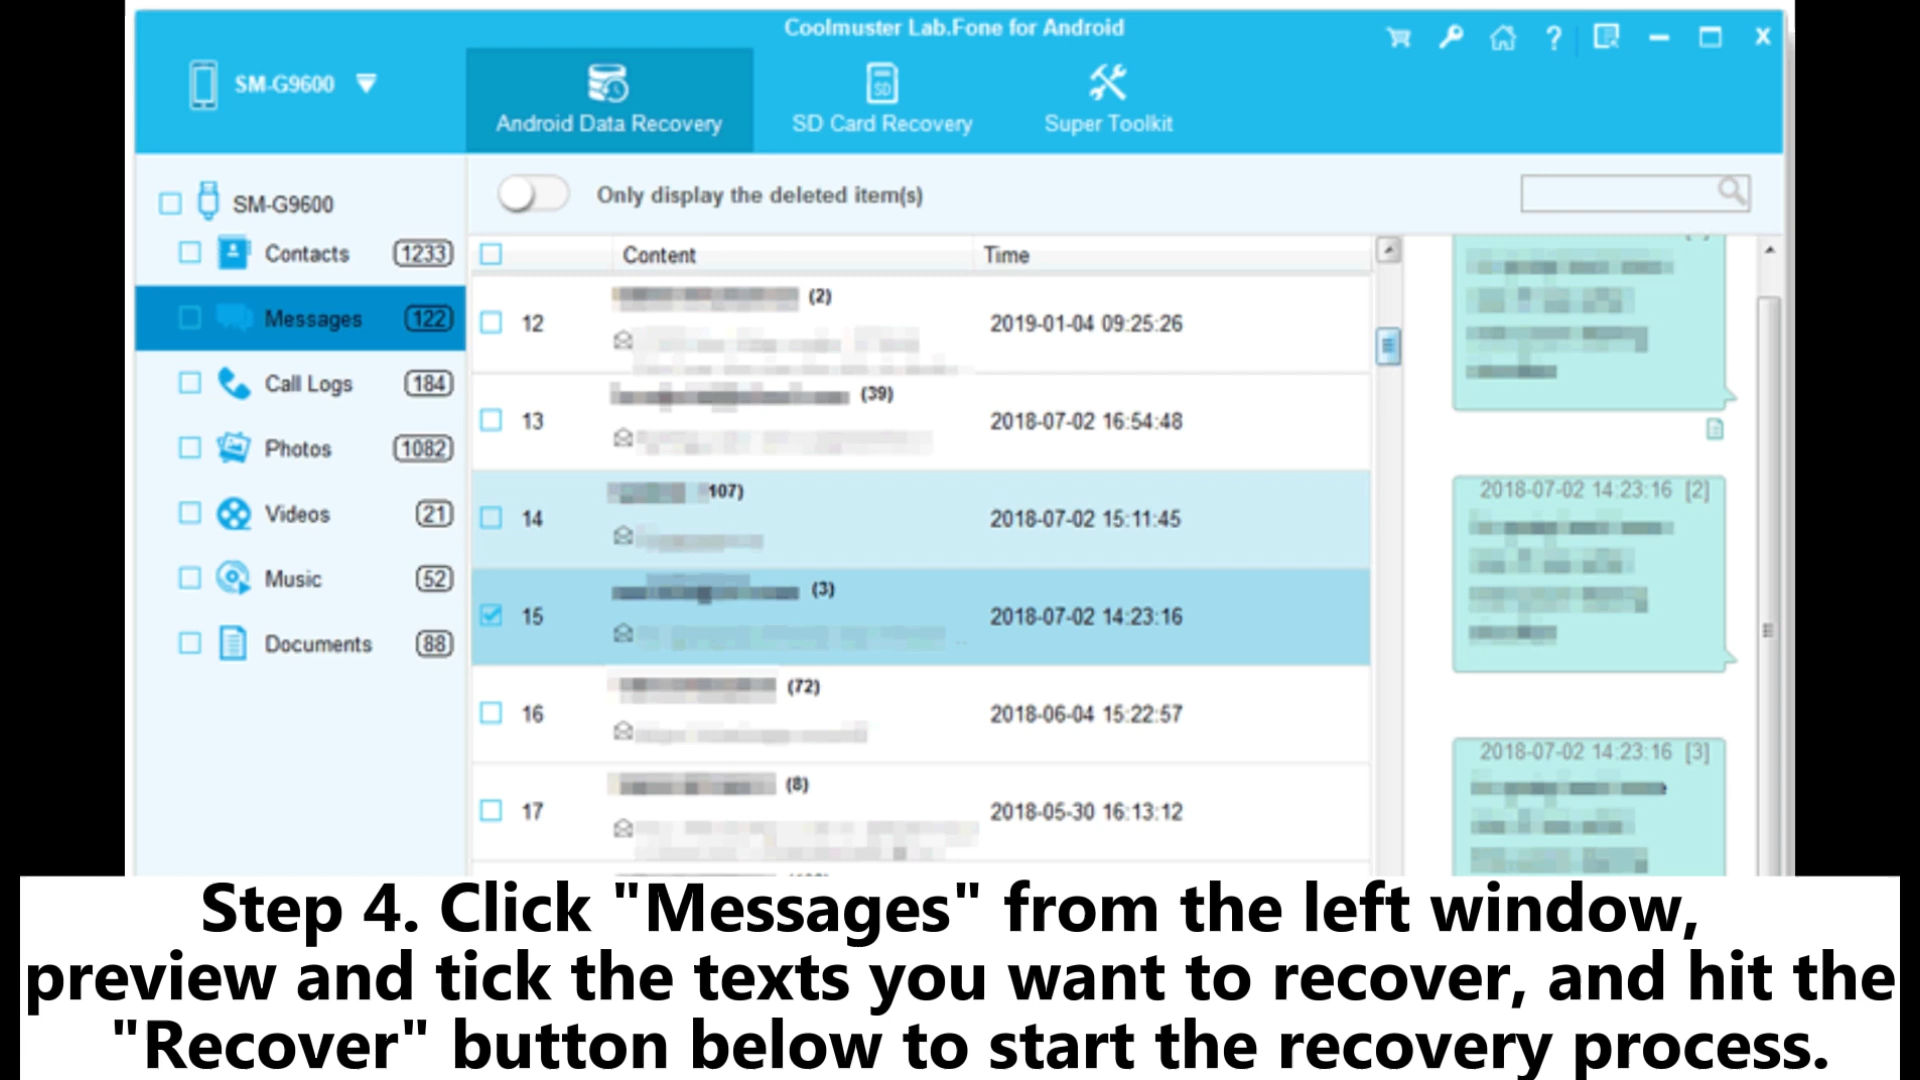 Coolmuster Lab.Fone for Android
SM-G9600
Android Data Recovery
SD
SD Card Recovery
Super Toolkit
?
X
SM-G9600
Contacts 1233
Messages 122
Call Logs 184
Photos 1082
Videos 21
Music 52
Documents 88
Only display the deleted item(s)
Content Time
12 (2) 2019-01-04 09:25:26
13 (39) 2018-07-02 16:54:48
14 107) 2018-07-02 15:11:45
15 (3) 2018-07-02 14:23:16
16 (72) 2018-06-04 15:22:57
17 (8) 2018-05-30 16:13:12
2018-07-02 14:23:16 [2]
2018-07-02 14:23:16 [3]
Step 4. Click "Messages" from the left window,
preview and tick the texts you want to recover, and hit the
"Recover" button below to start the recovery process.